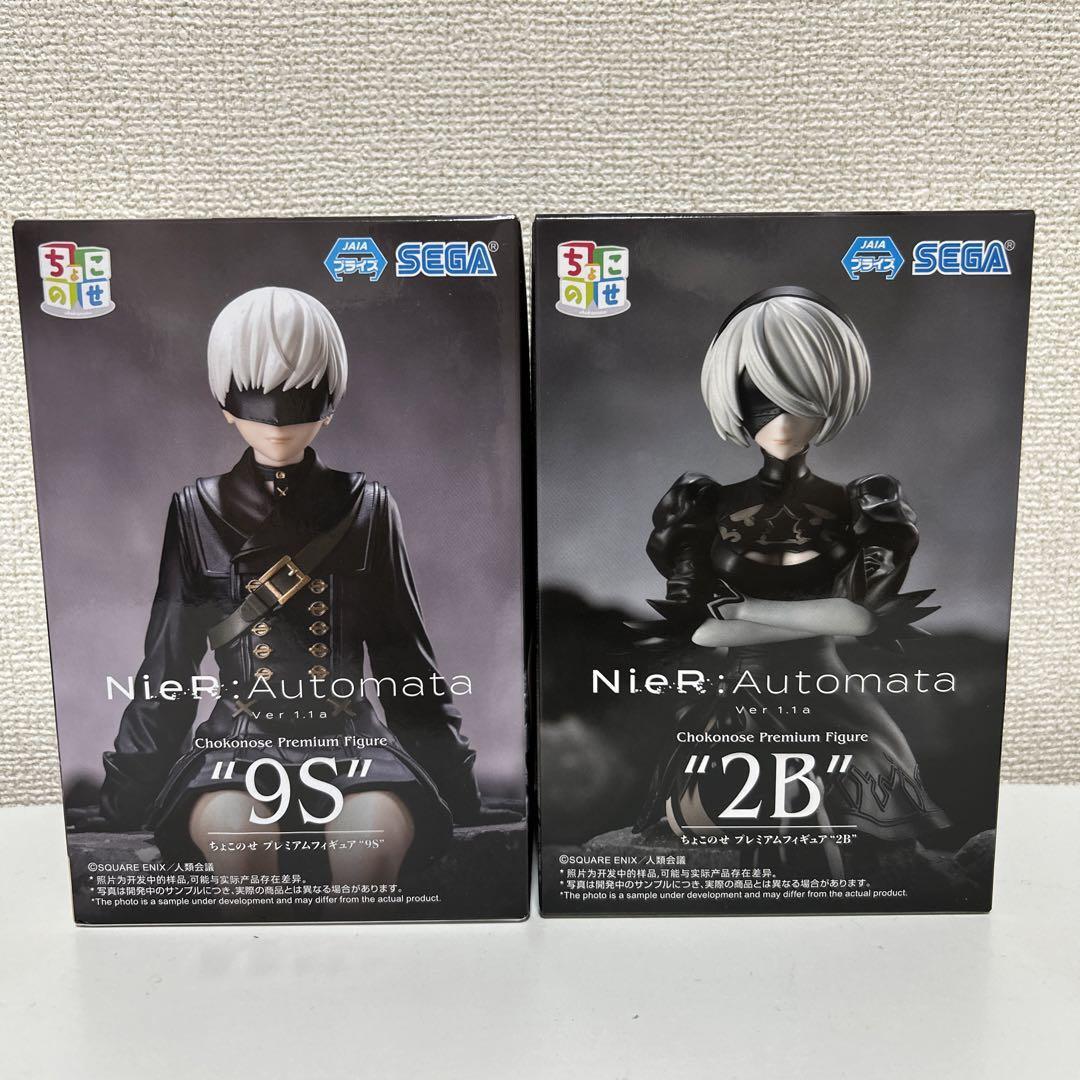 ちょこのせ
chokonose
JAIA
プライズ
SEGA®
NieR:Automata
Ver 1.1a
Chokonose Premium Figure
"9S"
ちょこのせ プレミアムフィギュア"9S"
©SQUARE ENIX／人類会議
* 照片为开发中的样品,可能与实际产品存在差异。
* 写真は開発中のサンプルにつき、実際の商品とは異なる場合があります。
*The photo is a sample under development and may differ from the actual product.
ちょこのせ
chokonose
JAIA
プライズ
SEGA®
NieR:Automata
Ver 1.1a
Chokonose Premium Figure
"2B"
ちょこのせ プレミアムフィギュア"2B"
©SQUARE ENIX／人類会議
* 照片为开发中的样品,可能与实际产品存在差异。
* 写真は開発中のサンプルにつき、実際の商品とは異なる場合があります。
*The photo is a sample under development and may differ from the actual product.